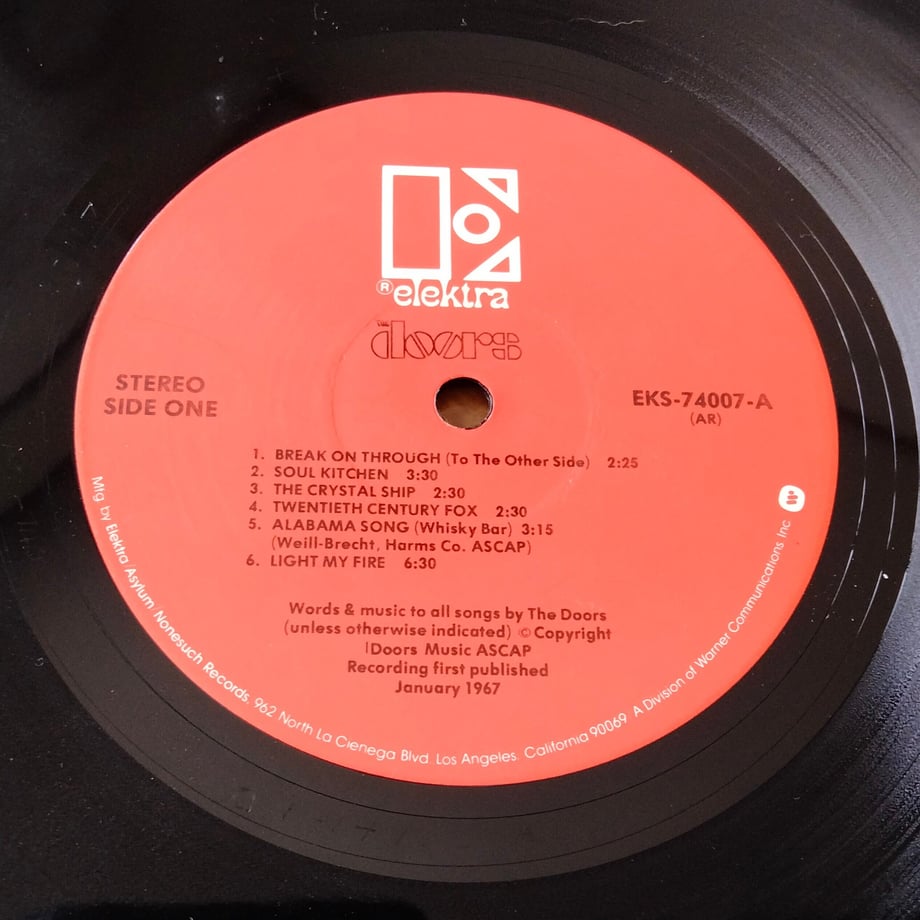 ® elektra
THE doors
STEREO
SIDE ONE
EKS-74007-A
(AR)
1. BREAK ON THROUGH (To The Other Side) 2:25
2. SOUL KITCHEN 3:30
3. THE CRYSTAL SHIP 2:30
4. TWENTIETH CENTURY FOX 2:30
5. ALABAMA SONG (Whisky Bar) 3:15
(Weill-Brecht, Harms Co. ASCAP)
6. LIGHT MY FIRE 6:30
Words & music to all songs by The Doors
(unless otherwise indicated) © Copyright
Doors Music ASCAP
Recording first published
January 1967
Mfg. by Elektra/Asylum/Nonesuch Records, 962 North La Cienega Blvd. Los Angeles, California 90069 A Division of Warner Communications Inc.